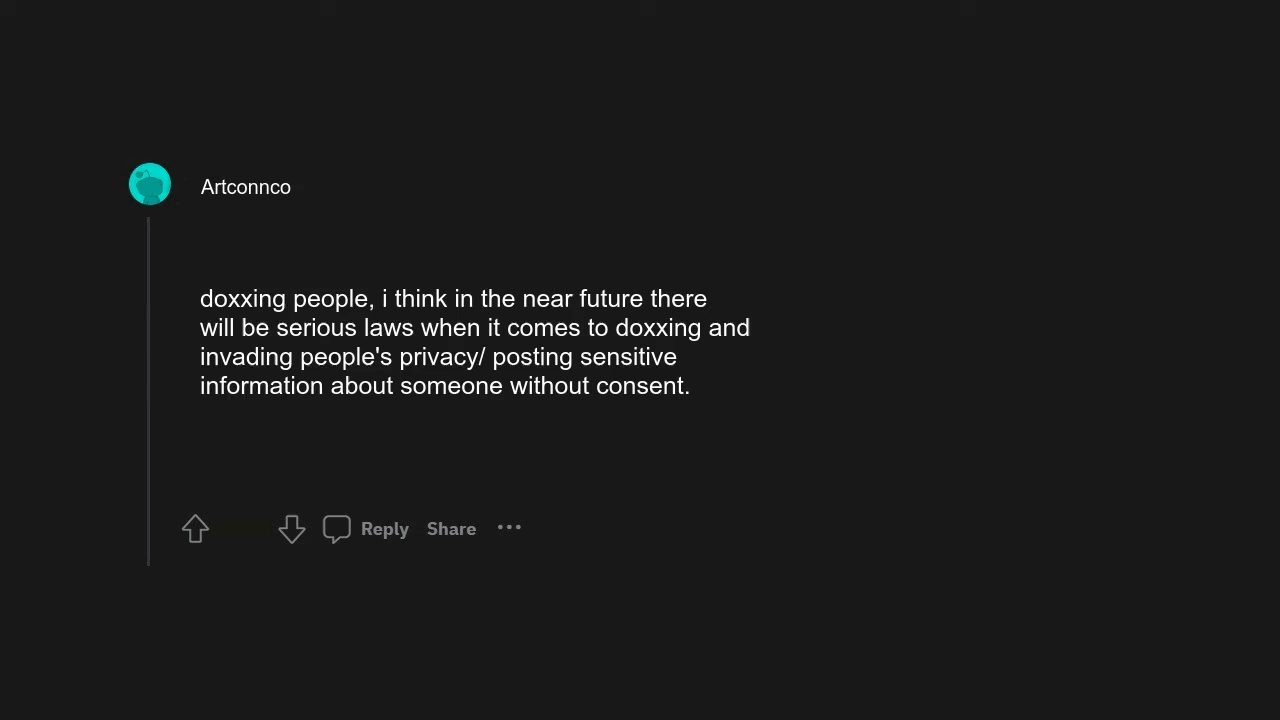 Artconnco
doxxing people, i think in the near future there
will be serious laws when it comes to doxxing and
invading people's privacy/ posting sensitive
information about someone without consent.
Reply Share